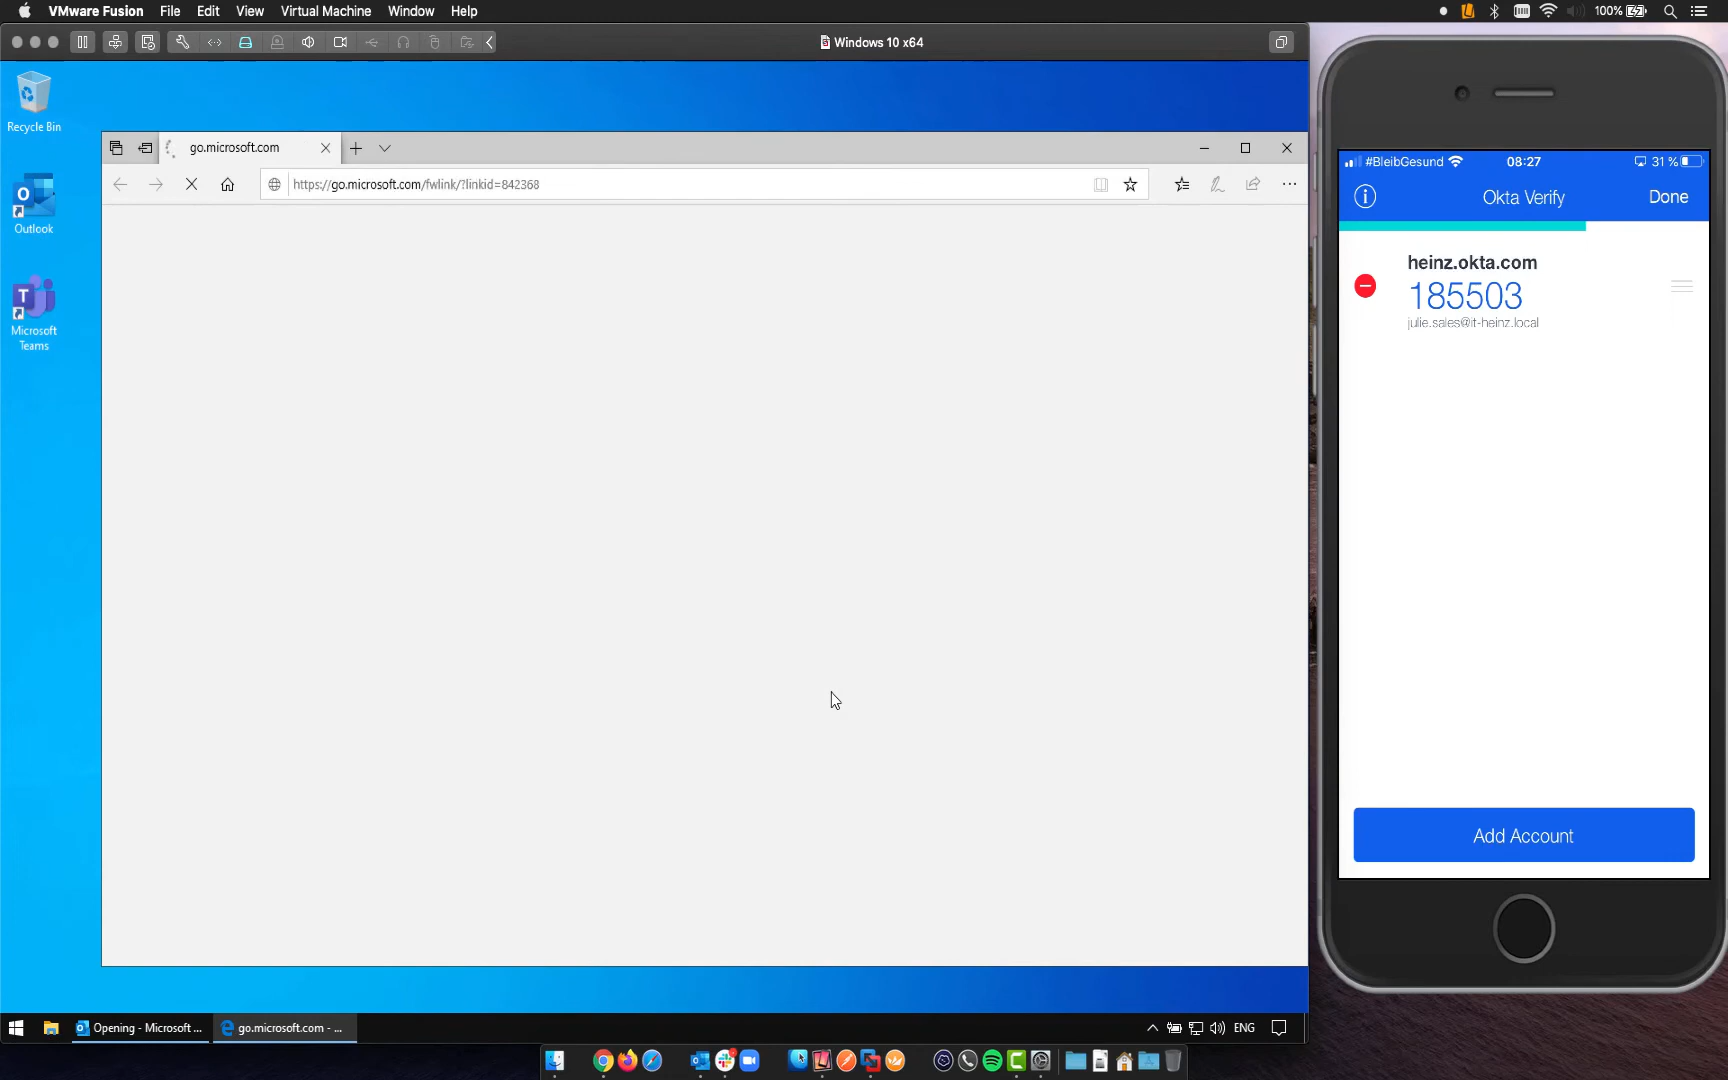 VMware Fusion File Edit View Virtual Machine Window Help 100%
Windows 10 x64
Recycle Bin
Outlook
Microsoft
Teams
go.microsoft.com
https://go.microsoft.com/fwlink/?linkid=842368
#BleibGesund 08:27 31 %
Okta Verify Done
heinz.okta.com
185503
julie.sales@it-heinz.local
Add Account
Opening - Microsoft ... go.microsoft.com - ... ENG